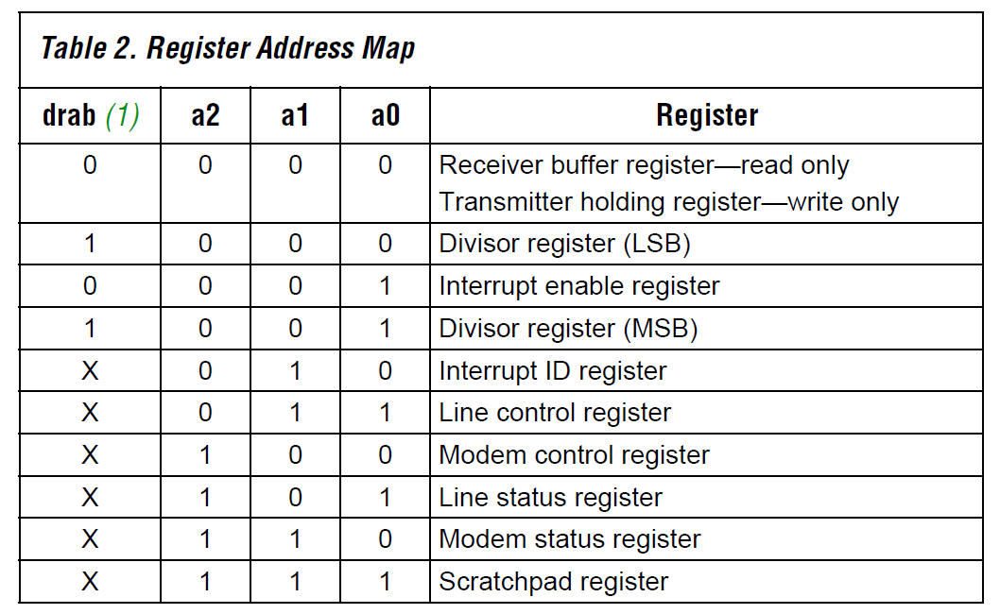 Table 2. Register Address Map
drab (1) a2 a1 a0 Register
0 0 0 0 Receiver buffer register—read only
Transmitter holding register—write only
1 0 0 0 Divisor register (LSB)
0 0 0 1 Interrupt enable register
1 0 0 1 Divisor register (MSB)
X 0 1 0 Interrupt ID register
X 0 1 1 Line control register
X 1 0 0 Modem control register
X 1 0 1 Line status register
X 1 1 0 Modem status register
X 1 1 1 Scratchpad register